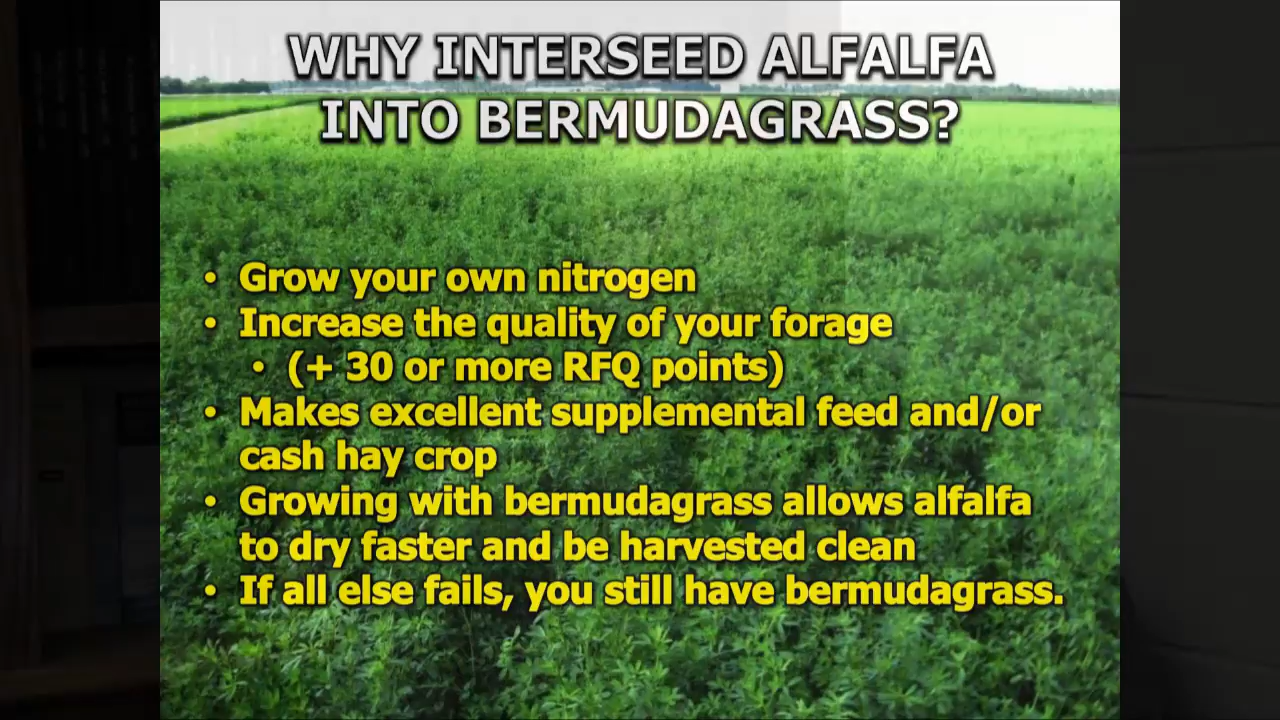 WHY INTERSEED ALFALFA
INTO BERMUDAGRASS?
• Grow your own nitrogen
• Increase the quality of your forage
• (+ 30 or more RFQ points)
• Makes excellent supplemental feed and/or
cash hay crop
• Growing with bermudagrass allows alfalfa
to dry faster and be harvested clean
• If all else fails, you still have bermudagrass.